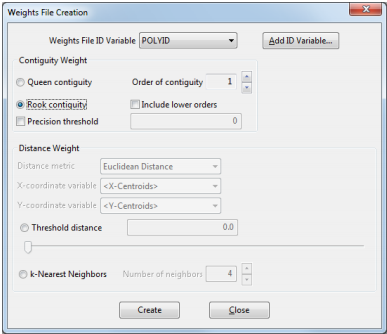 Weights File Creation
Weights File ID Variable POLYID Add ID Variable...
Contiguity Weight
Queen contiguity Order of contiguity 1
Rook contiguity Include lower orders
Precision threshold 0
Distance Weight
Distance metric Euclidean Distance
X-coordinate variable <X-Centroids>
Y-coordinate variable <Y-Centroids>
Threshold distance 0.0
k-Nearest Neighbors Number of neighbors 4
Create Close